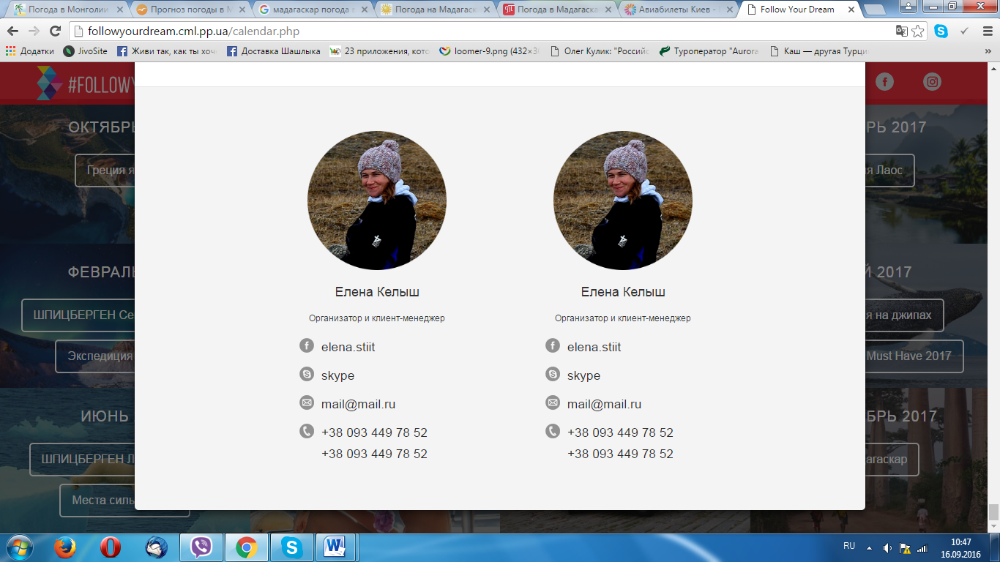 Погода в Монголии
Прогноз погоды в М
мадагаскар погода в
Погода на Мадагаск
Погода в Мадагаска
Авиабилеты Киев -
Follow Your Dream
followyourdream.cml.pp.ua/calendar.php
Додатки
JivoSite
Живи так, как ты хоч
Доставка Шашлыка
23 приложения, кото
loomer-9.png (432×3
Олег Кулик: "Россий
Туроператор "Aurora
Каш — другая Турци
»
#FOLLOWY
ОКТЯБРЬ
РЬ 2017
Греция я
я Лаос
ФЕВРАЛЬ
Й 2017
ШПИЦБЕРГЕН Се
я на джипах
Экспедиция
Must Have 2017
ИЮНЬ
БРЬ 2017
ШПИЦБЕРГЕН Л
агаскар
Места силь
Елена Келыш
Организатор и клиент-менеджер
elena.stiit
skype
mail@mail.ru
+38 093 449 78 52
+38 093 449 78 52
Елена Келыш
Организатор и клиент-менеджер
elena.stiit
skype
mail@mail.ru
+38 093 449 78 52
+38 093 449 78 52
RU
10:47
16.09.2016